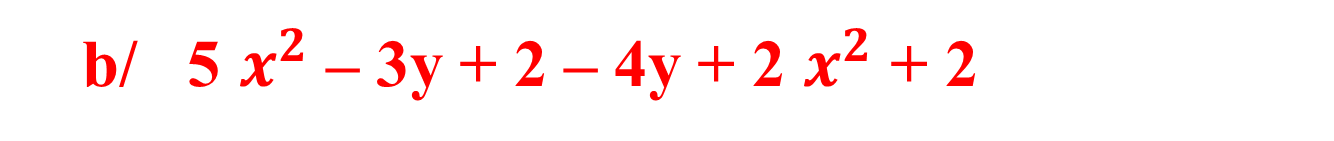 b/ 5 x² – 3y + 2 – 4y + 2 x² + 2